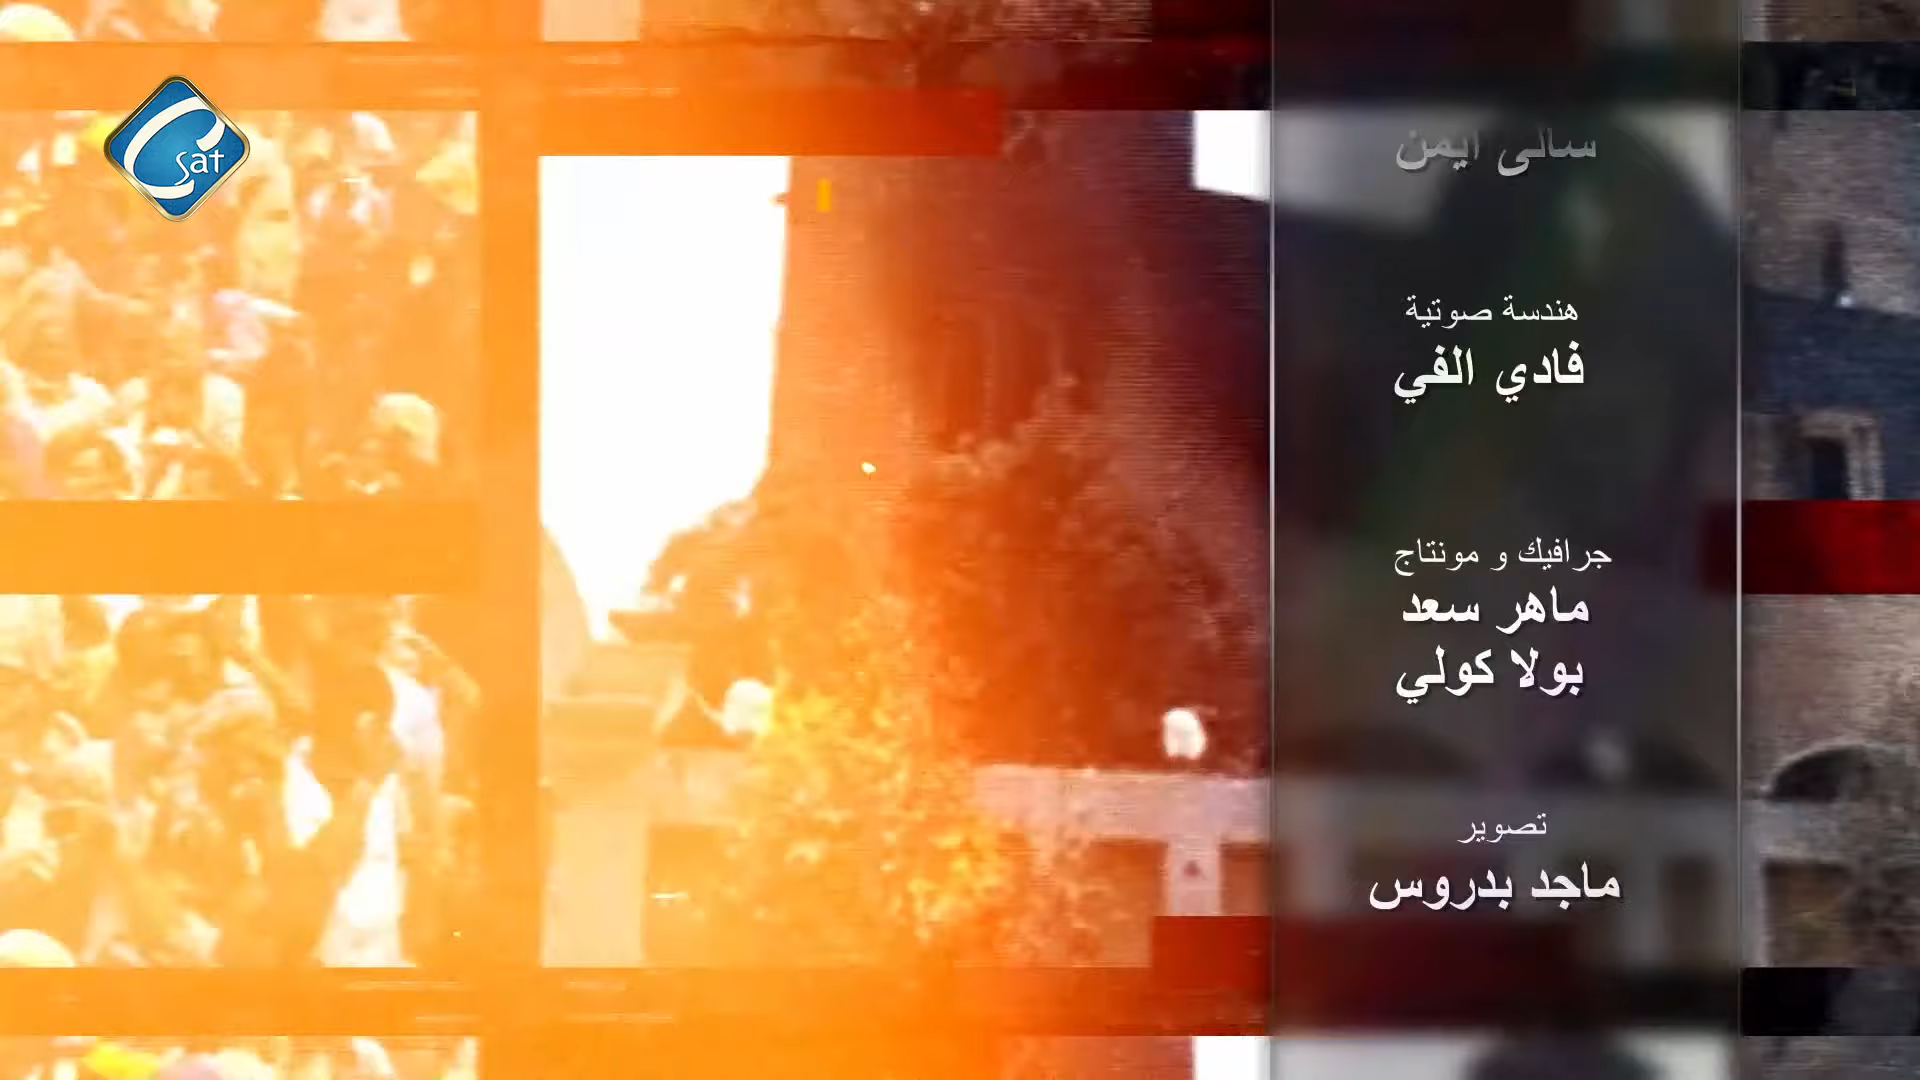 C sat
سالى ايمن
هندسة صوتية
فادي الفي
جرافيك و مونتاج
ماهر سعد
بولا كولي
تصوير
ماجد بدروس